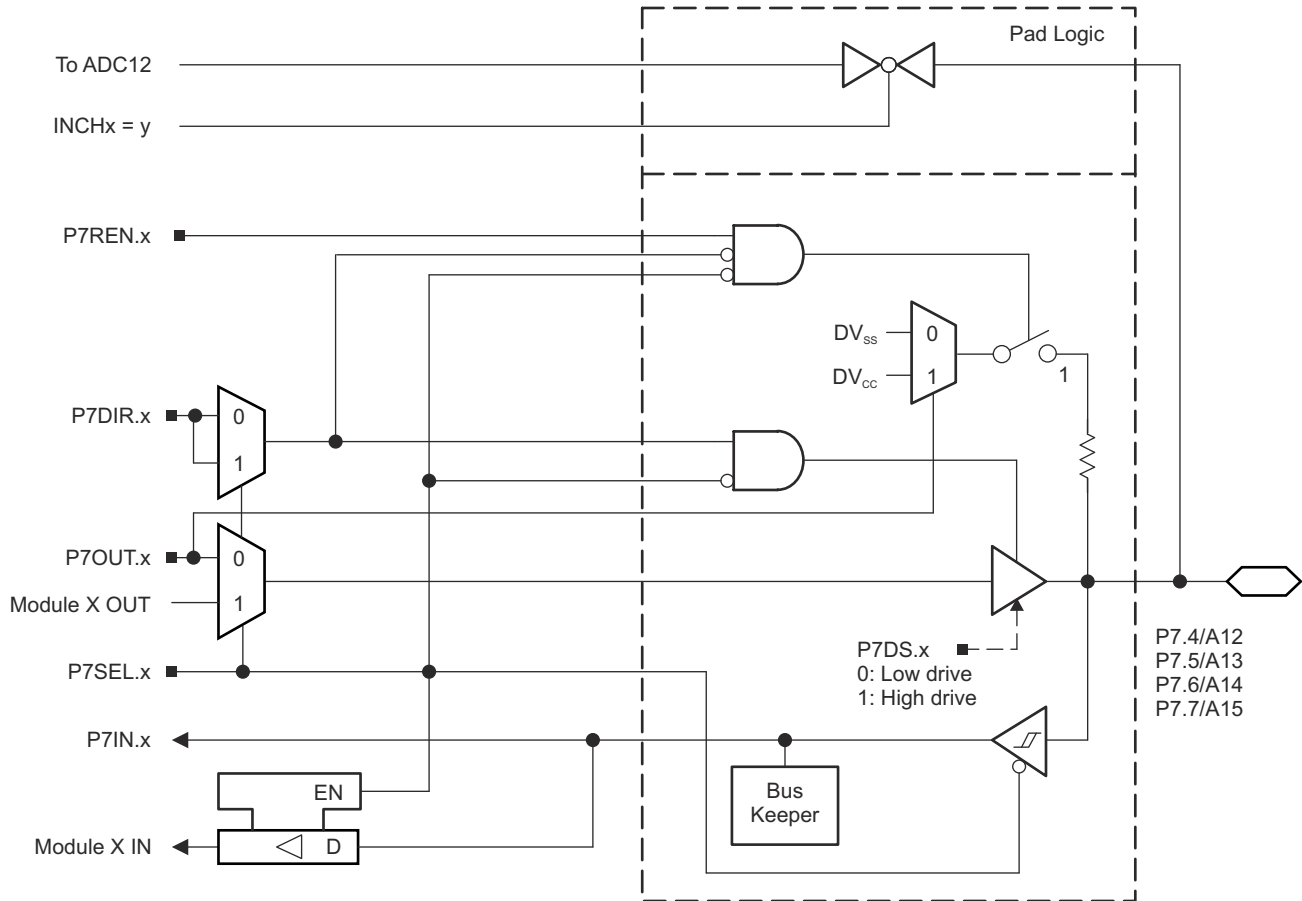 Pad Logic
To ADC12
INCHx = y
P7REN.x
DVSS
0
DVCC
1
1
P7DIR.x
0
1
P7OUT.x
0
Module X OUT
1
P7SEL.x
P7DS.x
0: Low drive
1: High drive
P7.4/A12
P7.5/A13
P7.6/A14
P7.7/A15
P7IN.x
EN
Bus
Keeper
Module X IN
D